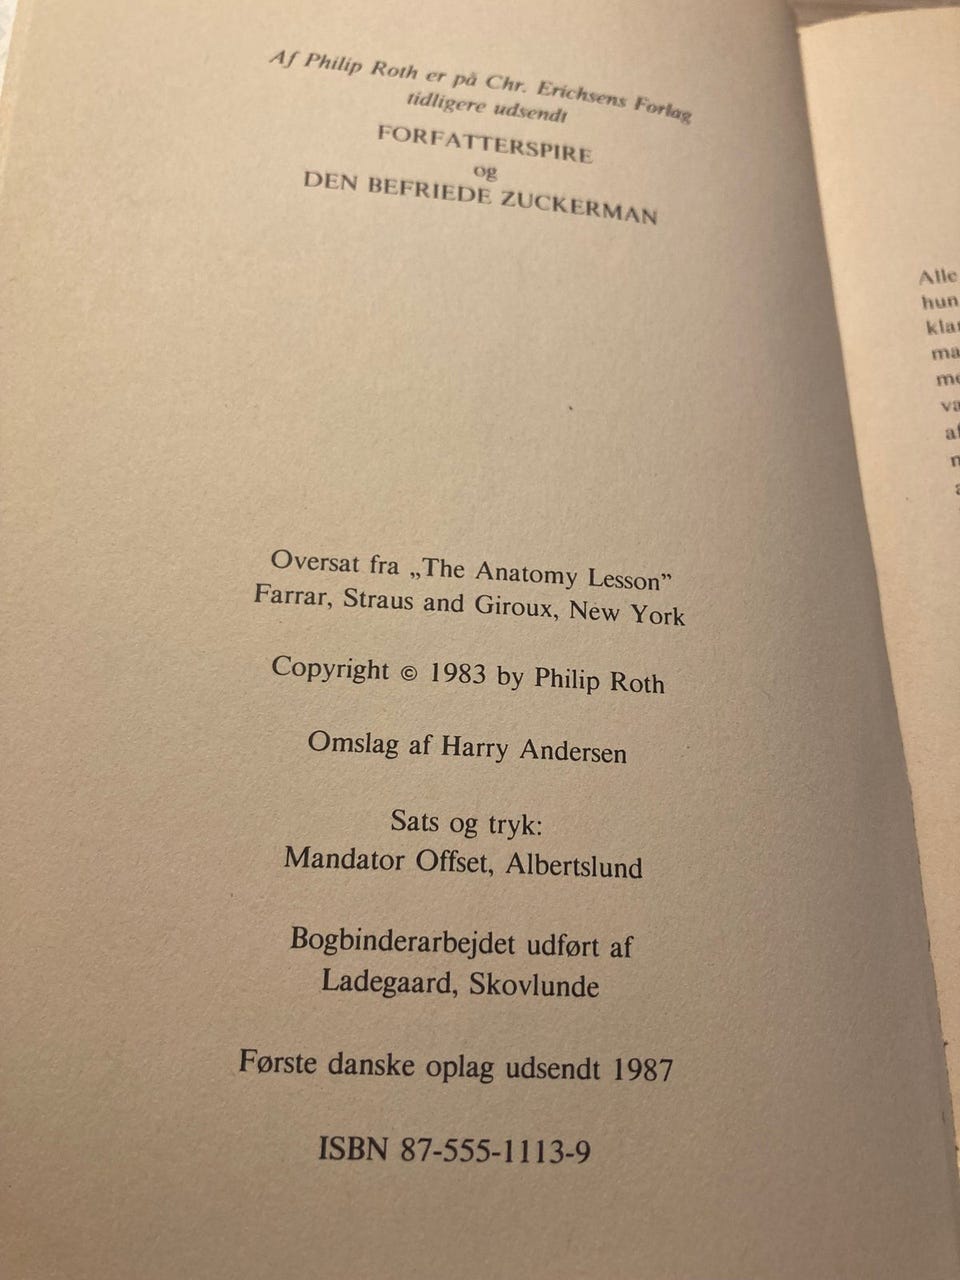 Af Philip Roth er på Chr. Erichsens Forlag
tidligere udsendt
FORFATTERSPIRE
og
DEN BEFRIEDE ZUCKERMAN
Oversat fra „The Anatomy Lesson”
Farrar, Straus and Giroux, New York
Copyright © 1983 by Philip Roth
Omslag af Harry Andersen
Sats og tryk:
Mandator Offset, Albertslund
Bogbinderarbejdet udført af
Ladegaard, Skovlunde
Første danske oplag udsendt 1987
ISBN 87-555-1113-9
Alle
hun